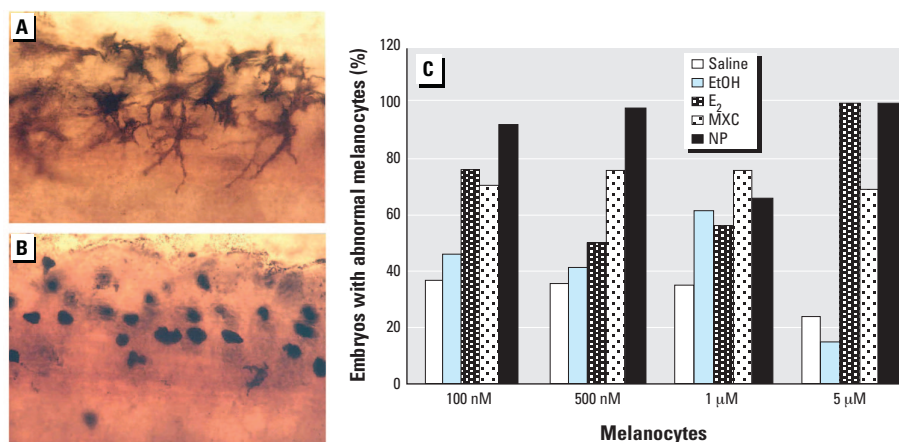 A
B
C
Embryos with abnormal melanocytes (%)
120
100
80
60
40
20
0
Saline
EtOH
E2
MXC
NP
100 nM
500 nM
1 μM
5 μM
Melanocytes